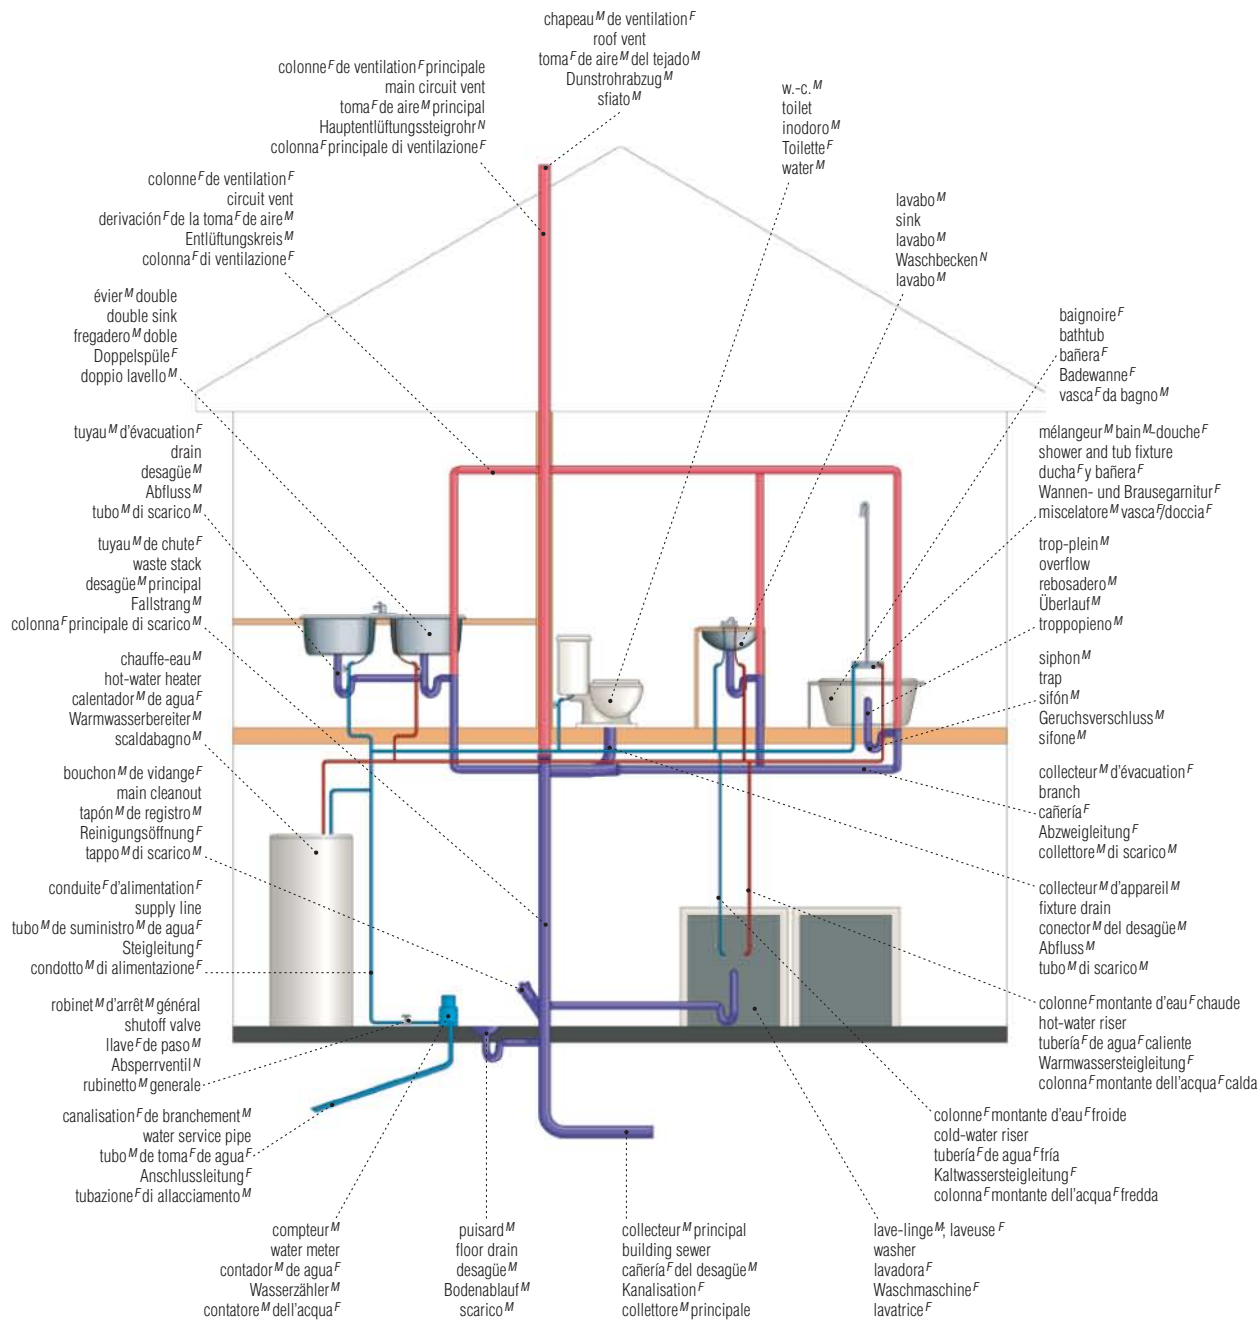 chapeauM de ventilationF
roof vent
tomaF de aireM del tejadoM
DunstrohrabzugM
sfiatoM
colonneF de ventilationF principale
main circuit vent
tomaF de aireM principal
HauptentlüftungssteigrohrN
colonnaF principale di ventilazioneF
w.-c.M
toilet
inodoroM
ToiletteF
waterM
colonneF de ventilationF
circuit vent
derivaciónF de la tomaF de aireM
EntlüftungskreisM
colonnaF di ventilazioneF
lavaboM
sink
lavaboM
WaschbeckenN
lavaboM
évierM double
double sink
fregaderoM doble
DoppelspüleF
doppio lavelloM
baignoireF
bathtub
bañeraF
BadewanneF
vascaF da bagnoM
tuyauM d'évacuationF
drain
desagüeM
AbflussM
tuboM di scaricoM
mélangeurM bainM-doucheF
shower and tub fixture
duchaF y bañeraF
Wannen- und BrausegarniturF
miscelatoreM vascaF/docciaF
tuyauM de chuteF
waste stack
desagüeM principal
FallstrangM
colonnaF principale di scaricoM
trop-pleinM
overflow
rebosaderoM
ÜberlaufM
troppopienoM
chauffe-eauM
hot-water heater
calentadorM de aguaF
WarmwasserbereiterM
scaldabagnoM
siphonM
trap
sifónM
GeruchsverschlussM
sifoneM
bouchonM de vidangeF
main cleanout
tapónM de registroM
ReinigungsöffnungF
tappoM di scaricoM
collecteurM d'évacuationF
branch
cañeríaF
AbzweigleitungF
collettoreM di scaricoM
conduiteF d'alimentationF
supply line
tuboM de suministroM de aguaF
SteigleitungF
condottoM di alimentazioneF
collecteurM d'appareilM
fixture drain
conectorM del desagüeM
AbflussM
tuboM di scaricoM
robinetM d'arrêtM général
shutoff valve
llaveF de pasoM
AbsperrventilN
rubinettoM generale
colonneF montante d'eauF chaude
hot-water riser
tuberíaF de aguaF caliente
WarmwassersteigleitungF
colonnaF montante dell'acquaF calda
canalisationF de branchementM
water service pipe
tuboM de tomaF de aguaF
AnschlussleitungF
tubazioneF di allacciamentoM
colonneF montante d'eauF froide
cold-water riser
tuberíaF de aguaF fría
KaltwassersteigleitungF
colonnaF montante dell'acquaF fredda
compteurM
water meter
contadorM de aguaF
WasserzählerM
contatoreM dell'acquaF
puisardM
floor drain
desagüeM
BodenablaufM
scaricoM
collecteurM principal
building sewer
cañeríaF del desagüeM
KanalisationF
collettoreM principale
lave-lingeM; laveuse F
washer
lavadoraF
WaschmaschineF
lavatriceF